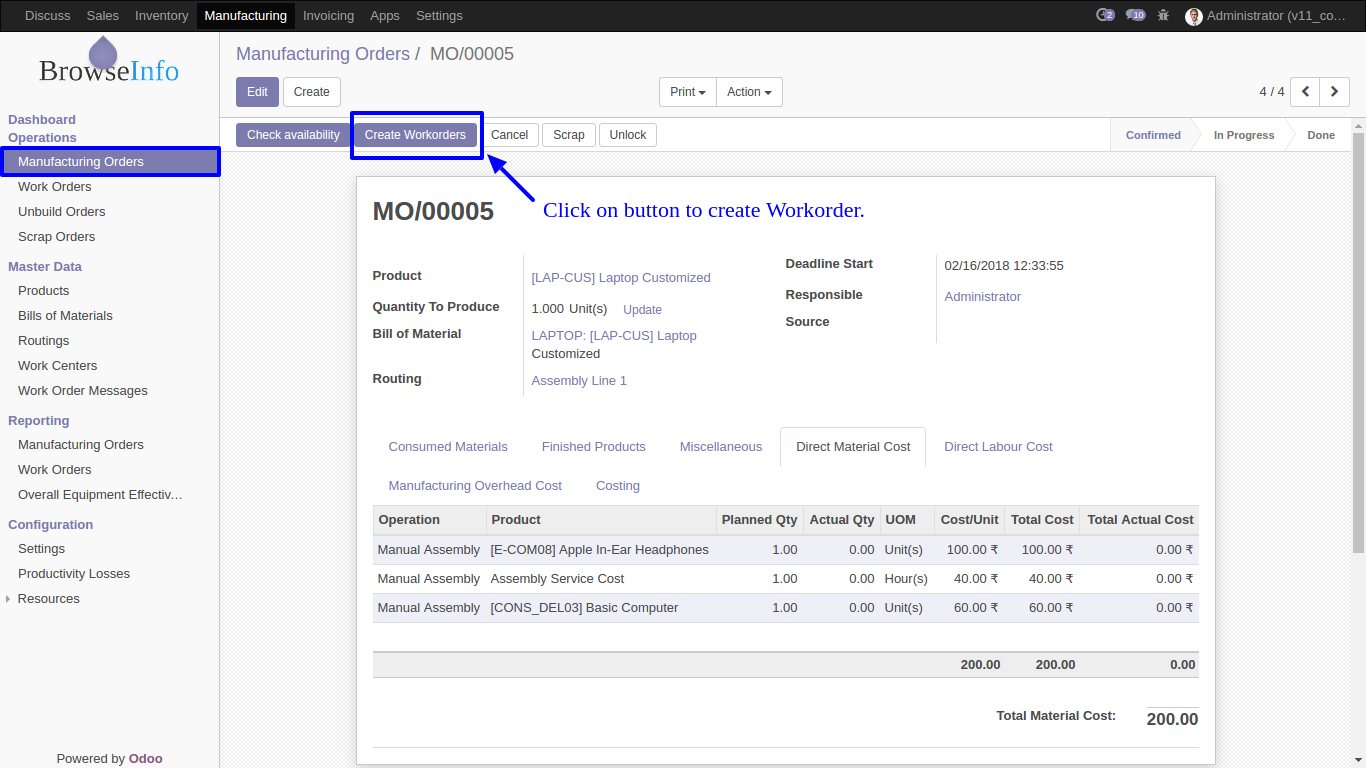 Discuss Sales Inventory Manufacturing Invoicing Apps Settings 2 10 Administrator (v11_co…
BrowseInfo
Dashboard
Operations
Manufacturing Orders
Work Orders
Unbuild Orders
Scrap Orders
Master Data
Products
Bills of Materials
Routings
Work Centers
Work Order Messages
Reporting
Manufacturing Orders
Work Orders
Overall Equipment Effectiv…
Configuration
Settings
Productivity Losses
Resources
Powered by Odoo
Manufacturing Orders / MO/00005
Edit Create Print Action 4 / 4
Check availability Create Workorders Cancel Scrap Unlock Confirmed In Progress Done
Click on button to create Workorder.
MO/00005
Product [LAP-CUS] Laptop Customized
Quantity To Produce 1.000 Unit(s) Update
Bill of Material LAPTOP: [LAP-CUS] Laptop
Customized
Routing Assembly Line 1
Deadline Start 02/16/2018 12:33:55
Responsible Administrator
Source
Consumed Materials Finished Products Miscellaneous Direct Material Cost Direct Labour Cost
Manufacturing Overhead Cost Costing
Operation Product Planned Qty Actual Qty UOM Cost/Unit Total Cost Total Actual Cost
Manual Assembly [E-COM08] Apple In-Ear Headphones 1.00 0.00 Unit(s) 100.00 ₹ 100.00 ₹ 0.00 ₹
Manual Assembly Assembly Service Cost 1.00 0.00 Hour(s) 40.00 ₹ 40.00 ₹ 0.00 ₹
Manual Assembly [CONS_DEL03] Basic Computer 1.00 0.00 Unit(s) 60.00 ₹ 60.00 ₹ 0.00 ₹
200.00 200.00 0.00
Total Material Cost: 200.00